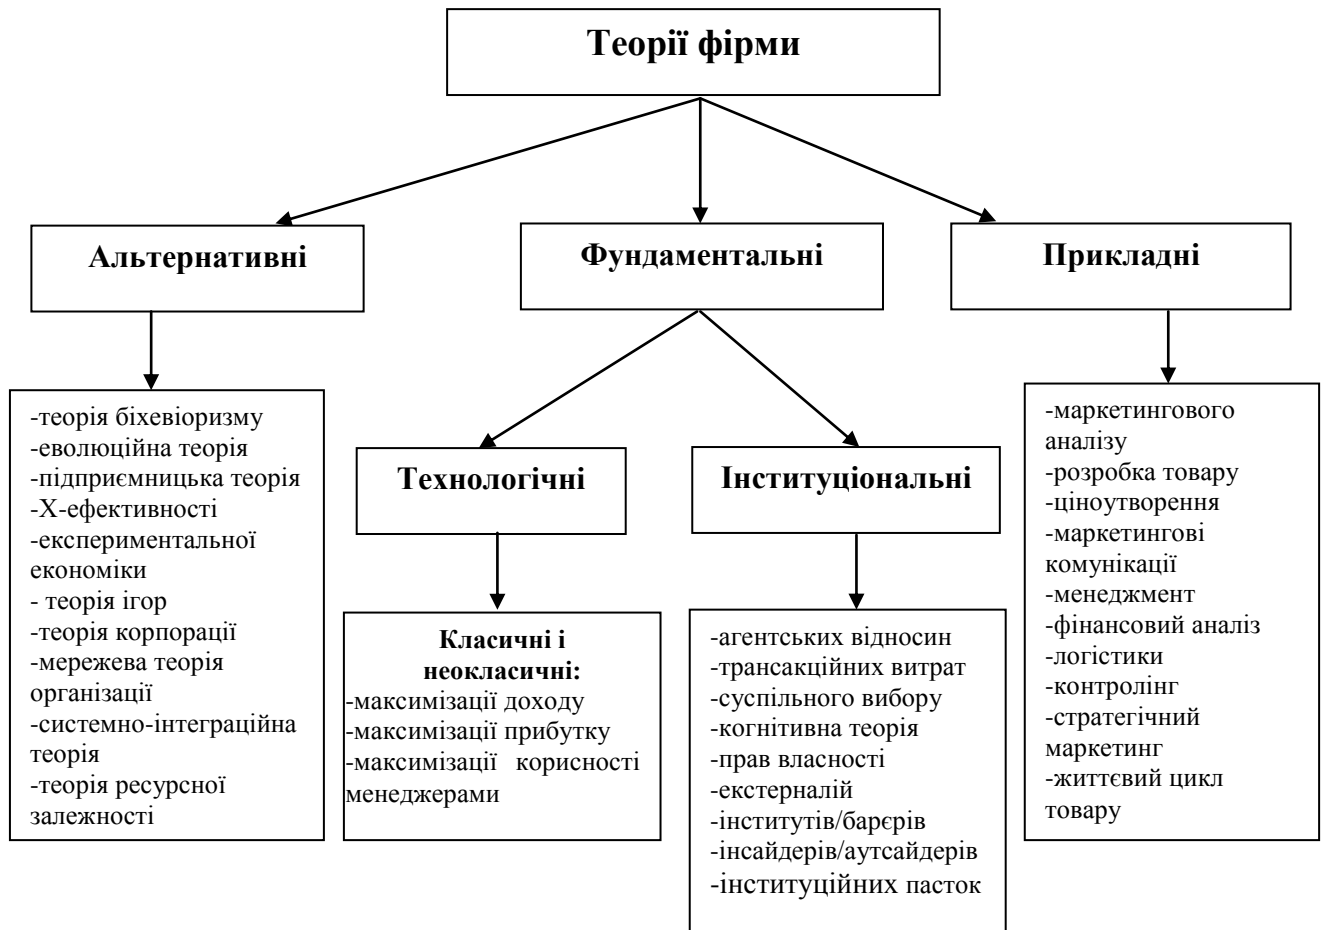 Теорії фірми
Альтернативні
Фундаментальні
Прикладні
-теорія біхевіоризму
-еволюційна теорія
-підприємницька теорія
-Х-ефективності
-експериментальної
економіки
- теорія ігор
-теорія корпорації
-мережева теорія
організації
-системно-інтеграційна
теорія
-теорія ресурсної
залежності
Технологічні
Інституціональні
Класичні і
неокласичні:
-максимізації доходу
-максимізації прибутку
-максимізації корисності
менеджерами
-агентських відносин
-трансакційних витрат
-суспільного вибору
-когнітивна теорія
-прав власності
-екстерналій
-інститутів/барєрів
-інсайдерів/аутсайдерів
-інституційних пасток
-маркетингового
аналізу
-розробка товару
-ціноутворення
-маркетингові
комунікації
-менеджмент
-фінансовий аналіз
-логістики
-контролінг
-стратегічний
маркетинг
-життєвий цикл
товару